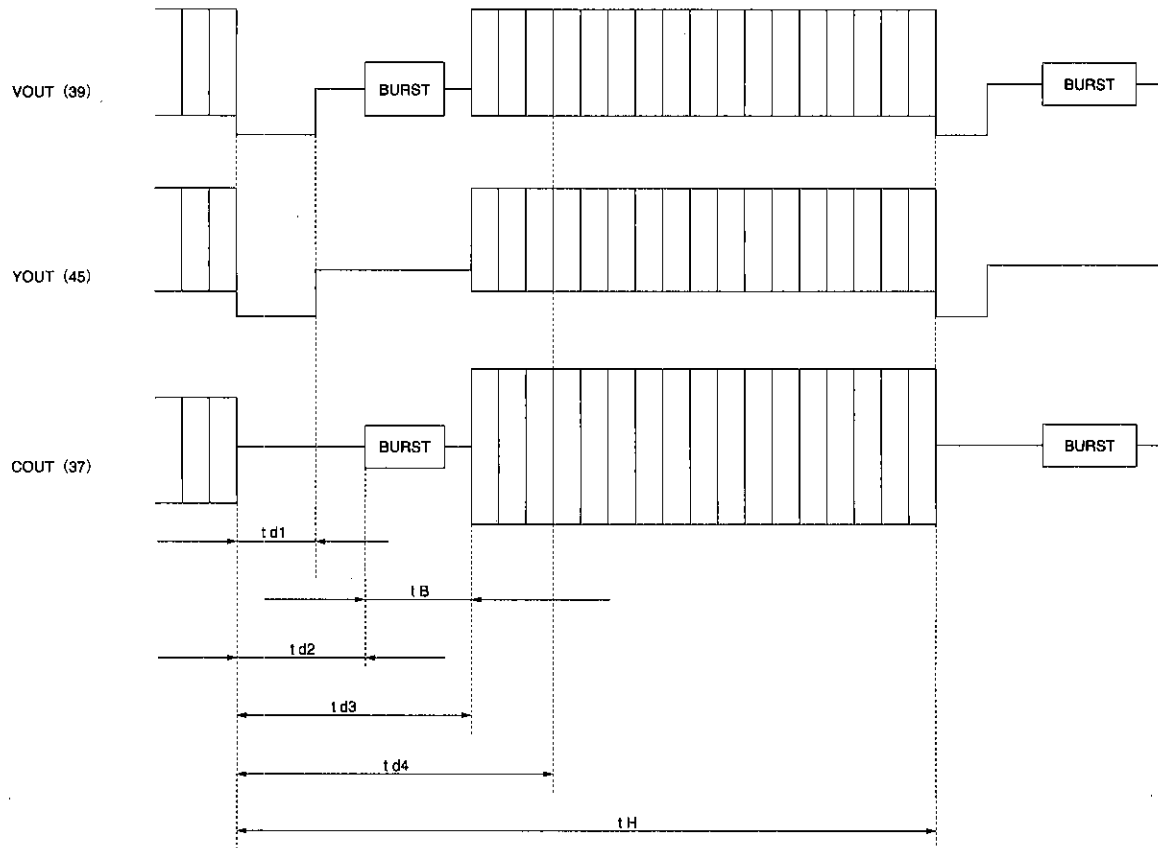 VOUT (39)
BURST
BURST
YOUT (45)
COUT (37)
BURST
BURST
t d1
t B
t d2
t d3
t d4
t H